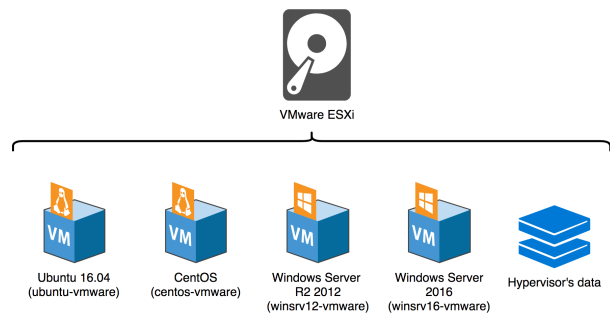 VMware ESXi
VM
VM
VM
VM
Ubuntu 16.04
(ubuntu-vmware)
CentOS
(centos-vmware)
Windows Server
R2 2012
(winsrv12-vmware)
Windows Server
2016
(winsrv16-vmware)
Hypervisor's data